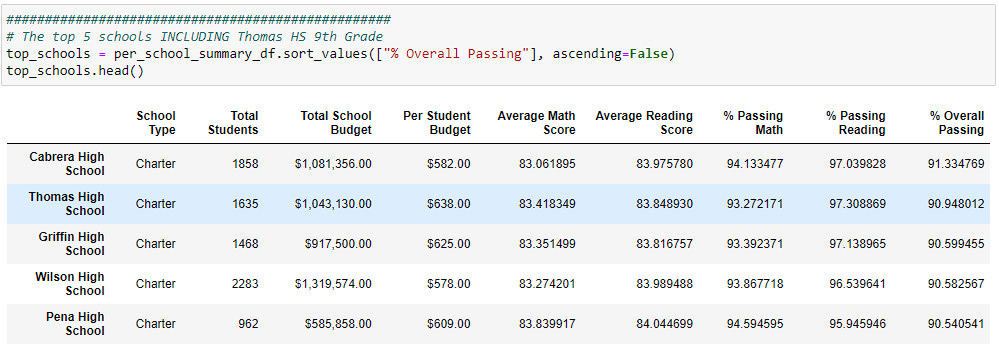 ##################################################
# The top 5 schools INCLUDING Thomas HS 9th Grade
top_schools = per_school_summary_df.sort_values(["% Overall Passing"], ascending=False)
top_schools.head()
School Type Total Students Total School Budget Per Student Budget Average Math Score Average Reading Score % Passing Math % Passing Reading % Overall Passing
Cabrera High School Charter 1858 $1,081,356.00 $582.00 83.061895 83.975780 94.133477 97.039828 91.334769
Thomas High School Charter 1635 $1,043,130.00 $638.00 83.418349 83.848930 93.272171 97.308869 90.948012
Griffin High School Charter 1468 $917,500.00 $625.00 83.351499 83.816757 93.392371 97.138965 90.599455
Wilson High School Charter 2283 $1,319,574.00 $578.00 83.274201 83.989488 93.867718 96.539641 90.582567
Pena High School Charter 962 $585,858.00 $609.00 83.839917 84.044699 94.594595 95.945946 90.540541